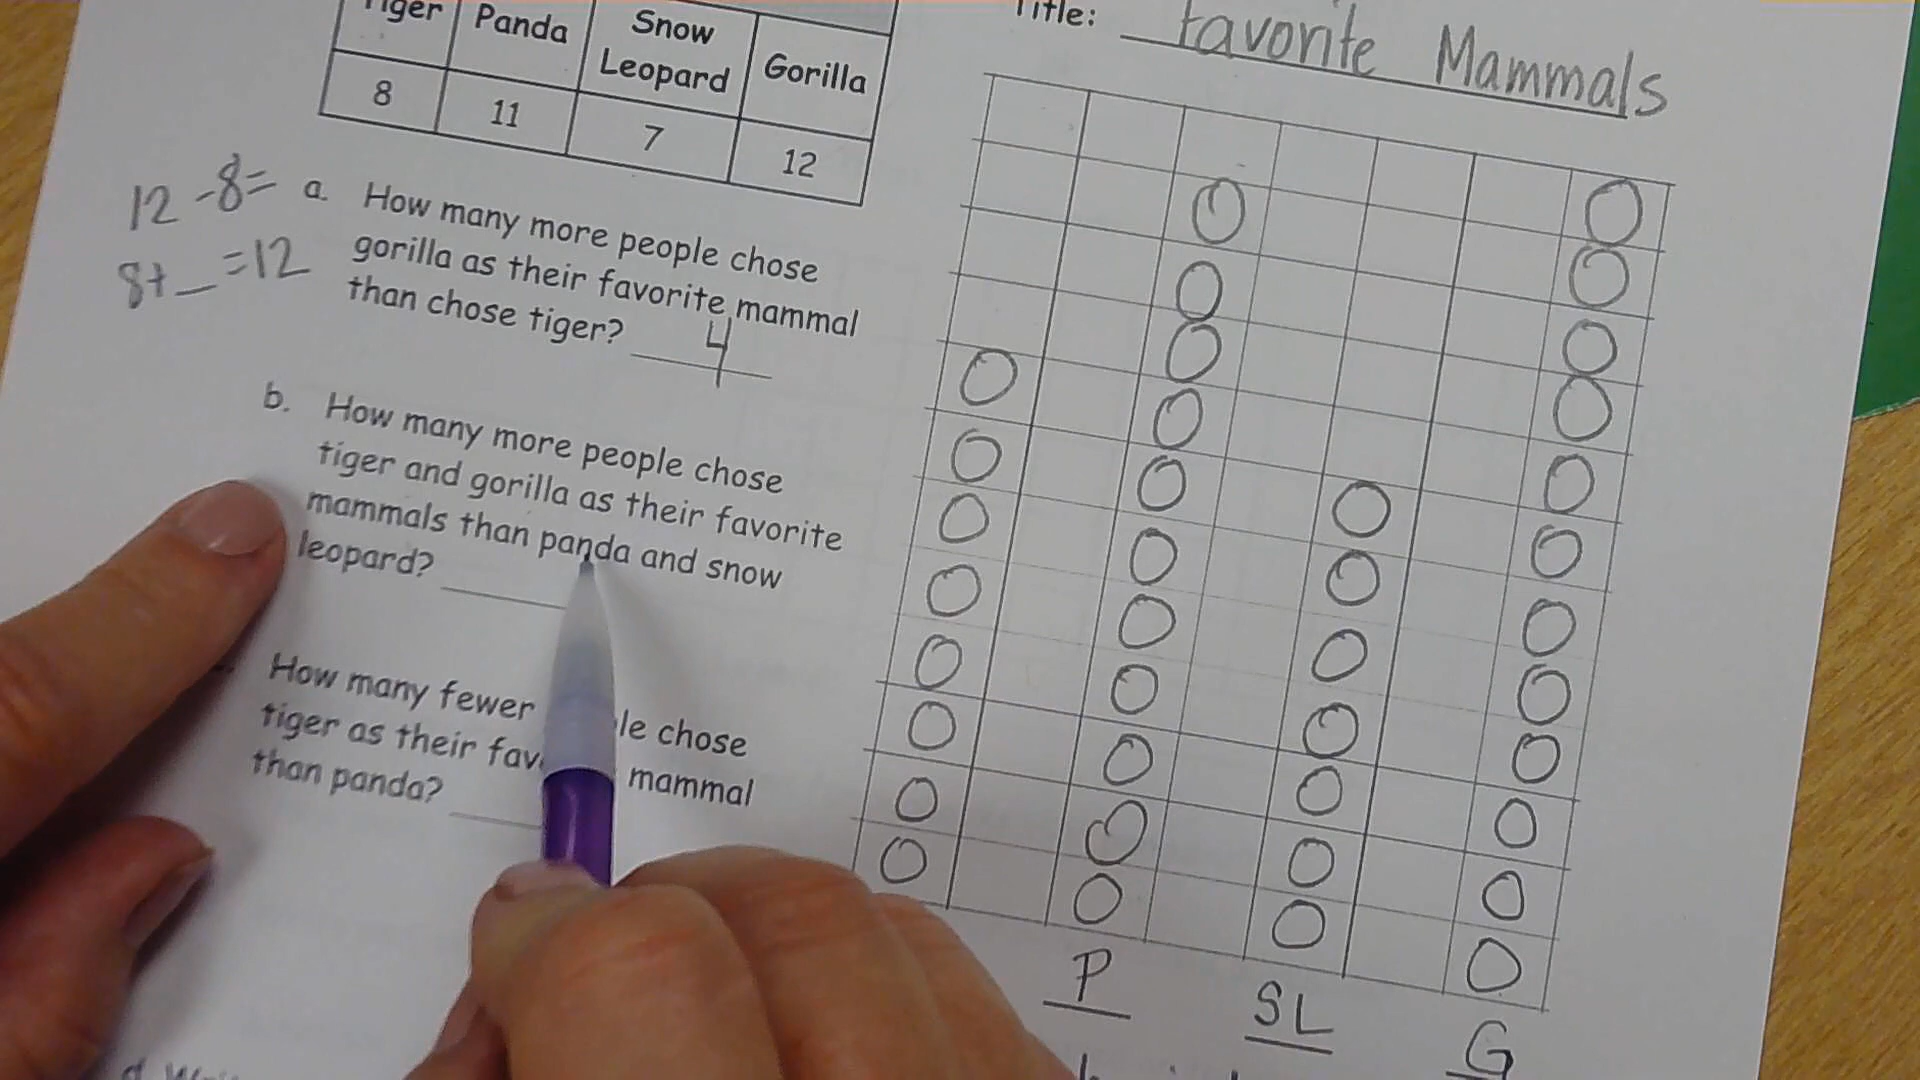 Tiger Panda Snow Leopard Gorilla
8 11 7 12
Title: Favorite Mammals
12 - 8 =
8 + _ = 12
a. How many more people chose
gorilla as their favorite mammal
than chose tiger? 4
b. How many more people chose
tiger and gorilla as their favorite
mammals than panda and snow
leopard?
How many fewer
le chose
tiger as their fav
mammal
than panda?
P
SL
G